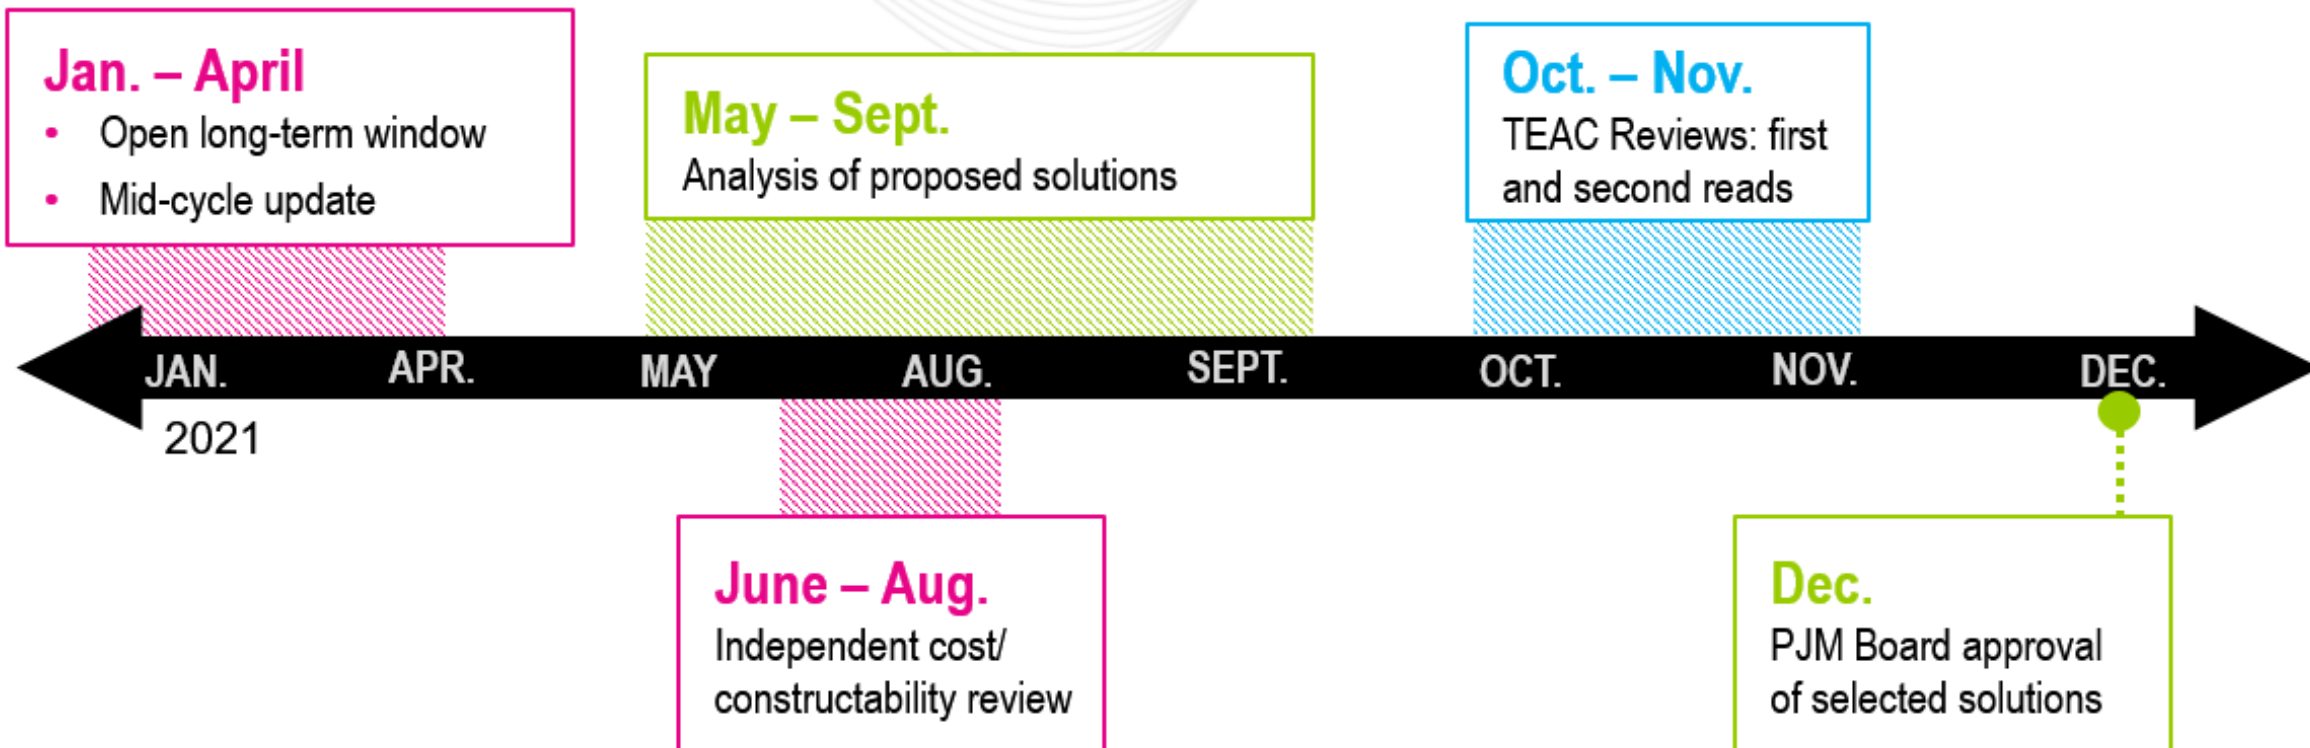 Jan. – April
• Open long-term window
• Mid-cycle update
May – Sept.
Analysis of proposed solutions
Oct. – Nov.
TEAC Reviews: first
and second reads
JAN.
APR.
MAY
AUG.
SEPT.
OCT.
NOV.
DEC.
2021
June – Aug.
Independent cost/
constructability review
Dec.
PJM Board approval
of selected solutions